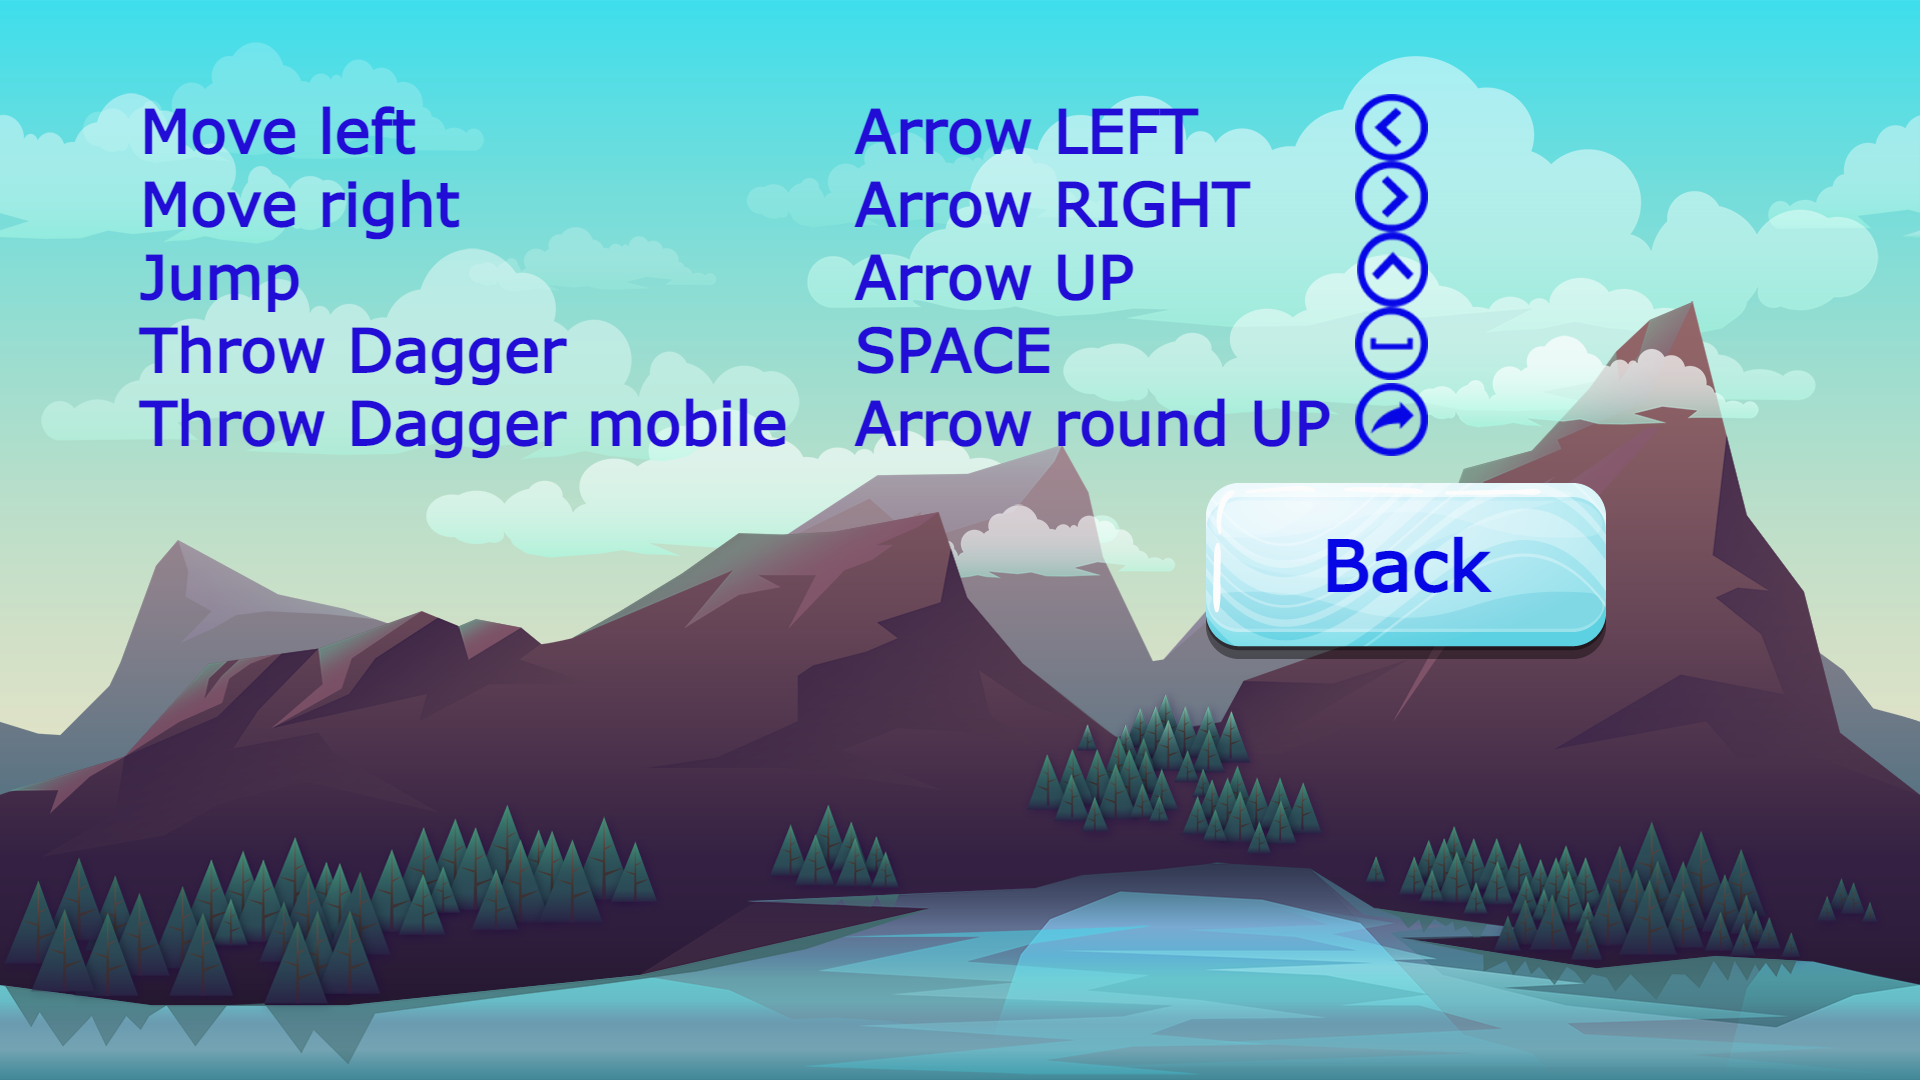 Move left Arrow LEFT
Move right Arrow RIGHT
Jump Arrow UP
Throw Dagger SPACE
Throw Dagger mobile Arrow round UP
Back